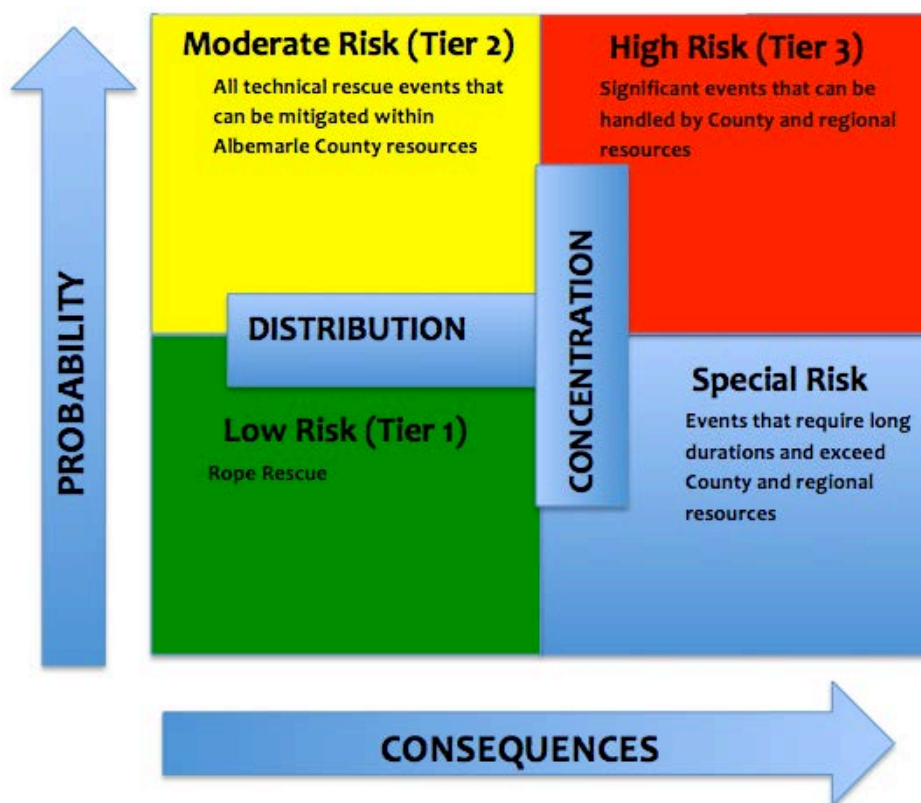 Moderate Risk (Tier 2)
All technical rescue events that
can be mitigated within
Albemarle County resources
High Risk (Tier 3)
Significant events that can be
handled by County and regional
resources
PROBABILITY
DISTRIBUTION
CONCENTRATION
Low Risk (Tier 1)
Rope Rescue
Special Risk
Events that require long
durations and exceed
County and regional
resources
CONSEQUENCES